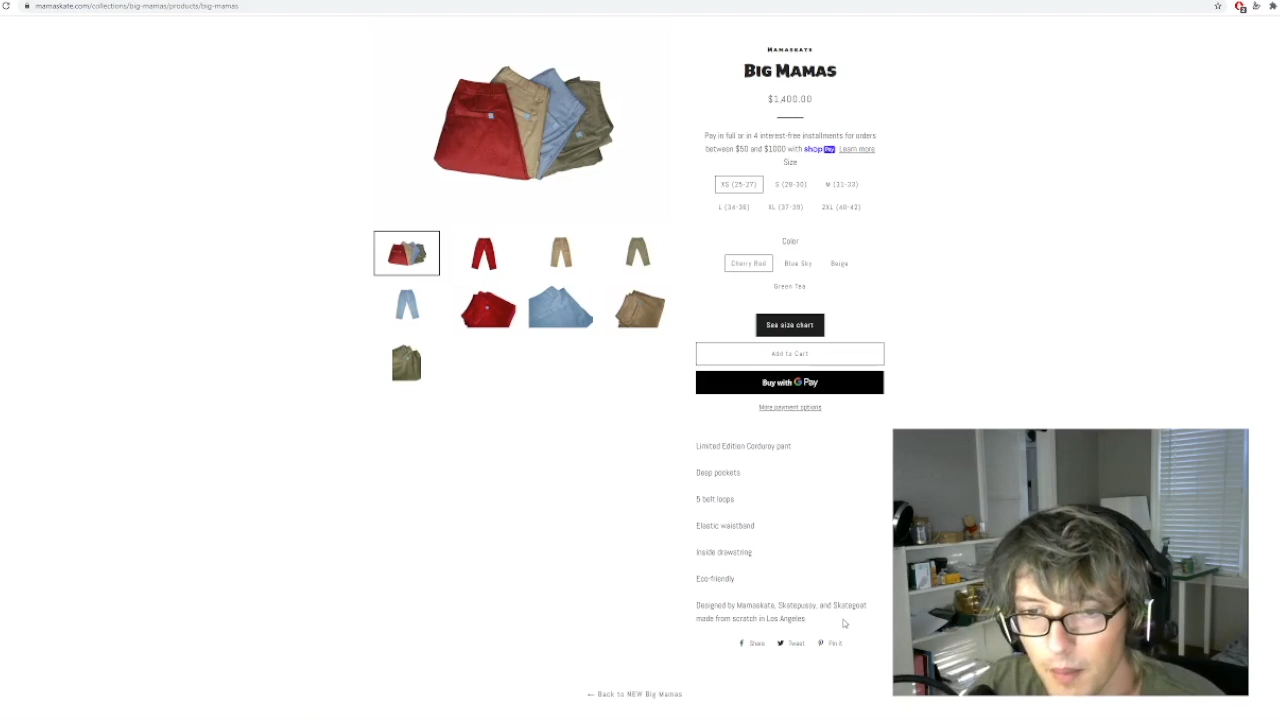 mamaskate.com/collections/big-mamas/products/big-mamas
MAMASKATE
BIG MAMAS
$1,400.00
Pay in full or in 4 interest-free installments for orders
between $50 and $1000 with shop Pay Learn more
Size
XS (25-27) S (28-30) M (31-33)
L (34-36) XL (37-39) 2XL (40-42)
Color
Cherry Red Blue Sky Beige
Green Tea
See size chart
Add to Cart
Buy with G Pay
More payment options
Limited Edition Corduroy pant
Deep pockets
5 belt loops
Elastic waistband
Inside drawstring
Eco-friendly
Designed by Mamaskate, Skatepussy, and Skategoat
made from scratch in Los Angeles
Share Tweet Pin it
← Back to NEW Big Mamas